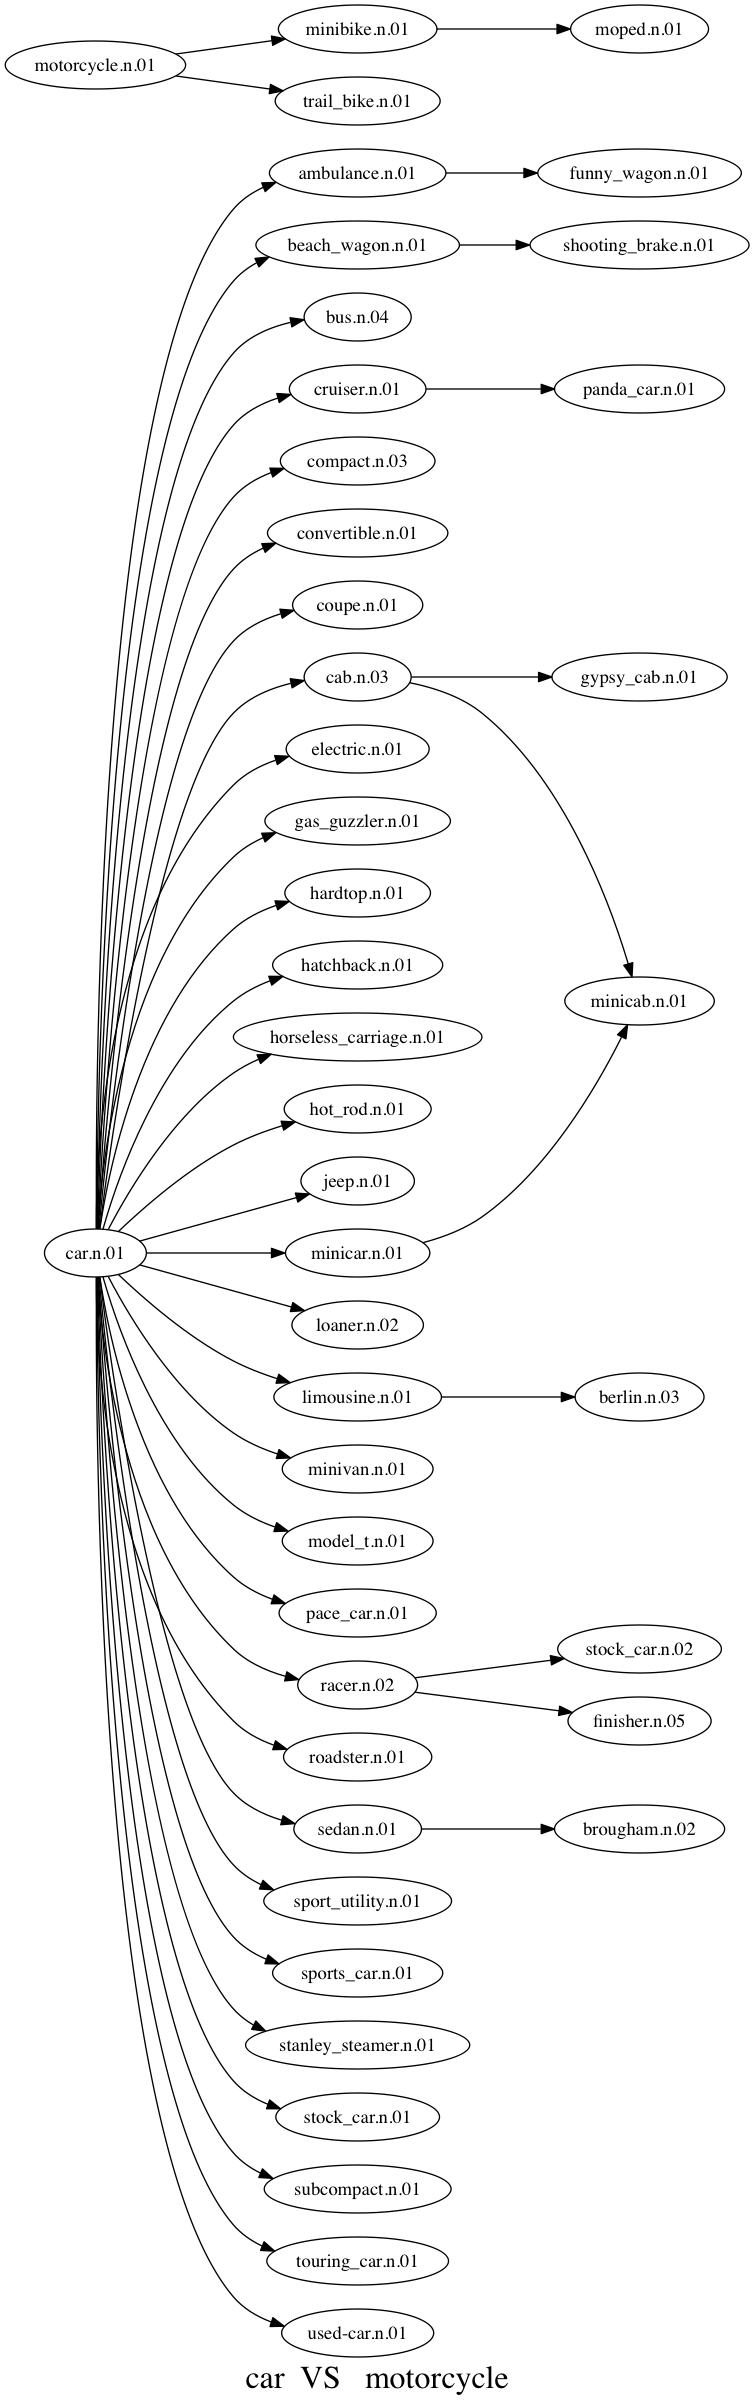 minibike.n.01
moped.n.01
motorcycle.n.01
trail_bike.n.01
ambulance.n.01
funny_wagon.n.01
beach_wagon.n.01
shooting_brake.n.01
bus.n.04
cruiser.n.01
panda_car.n.01
compact.n.03
convertible.n.01
coupe.n.01
cab.n.03
gypsy_cab.n.01
electric.n.01
gas_guzzler.n.01
hardtop.n.01
hatchback.n.01
minicab.n.01
horseless_carriage.n.01
hot_rod.n.01
jeep.n.01
car.n.01
minicar.n.01
loaner.n.02
limousine.n.01
berlin.n.03
minivan.n.01
model_t.n.01
pace_car.n.01
stock_car.n.02
racer.n.02
finisher.n.05
roadster.n.01
sedan.n.01
brougham.n.02
sport_utility.n.01
sports_car.n.01
stanley_steamer.n.01
stock_car.n.01
subcompact.n.01
touring_car.n.01
used-car.n.01
car VS motorcycle